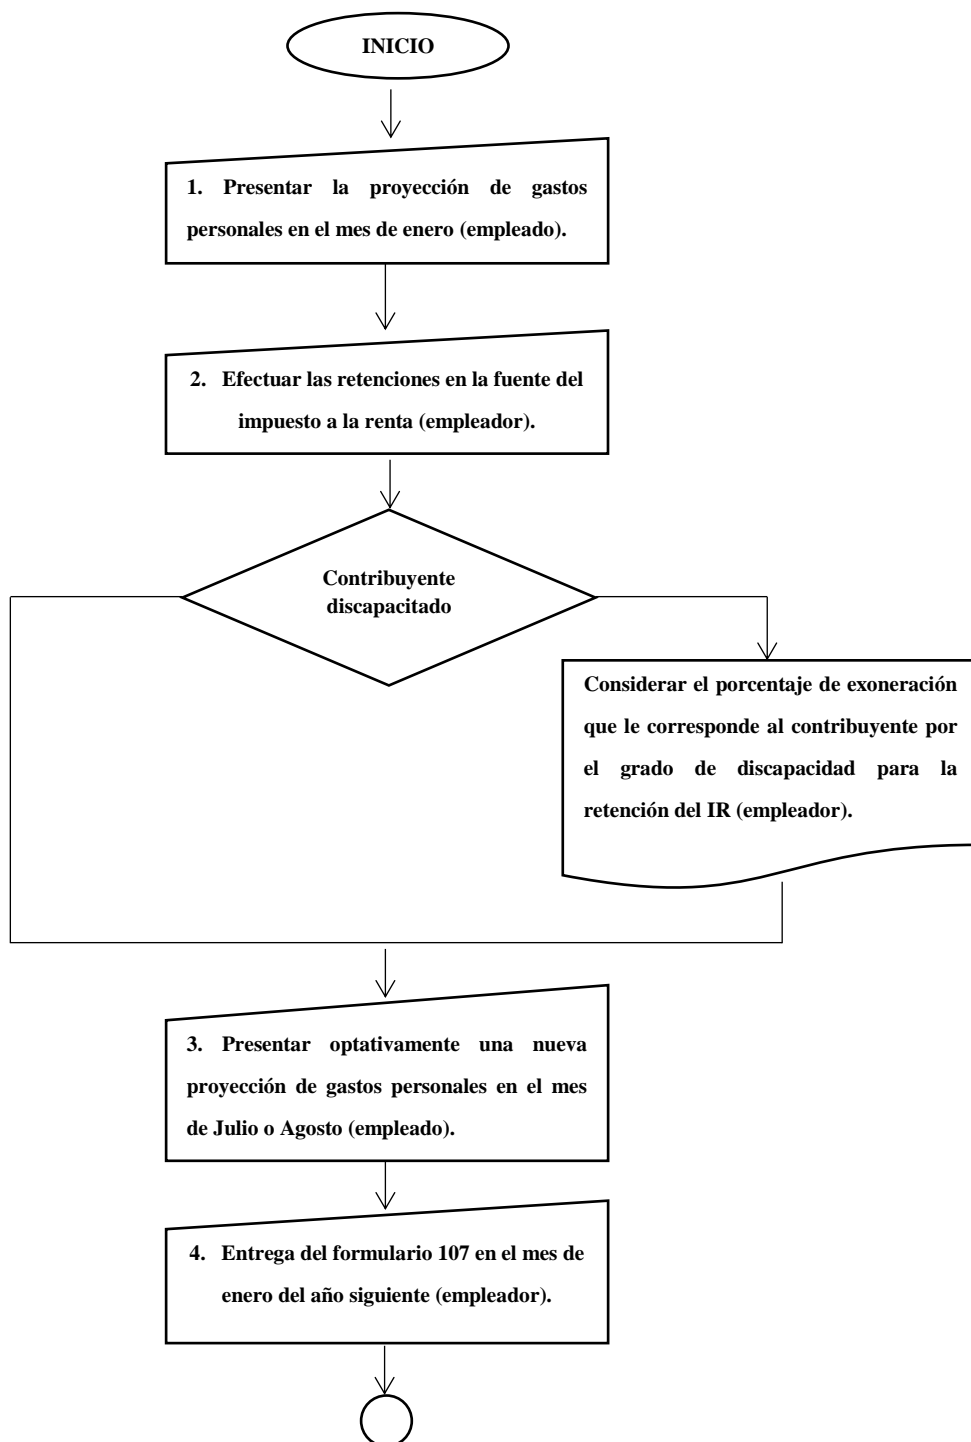 INICIO
1. Presentar la proyección de gastos
personales en el mes de enero (empleado).
2. Efectuar las retenciones en la fuente del
impuesto a la renta (empleador).
Contribuyente
discapacitado
Considerar el porcentaje de exoneración
que le corresponde al contribuyente por
el grado de discapacidad para la
retención del IR (empleador).
3. Presentar optativamente una nueva
proyección de gastos personales en el mes
de Julio o Agosto (empleado).
4. Entrega del formulario 107 en el mes de
enero del año siguiente (empleador).